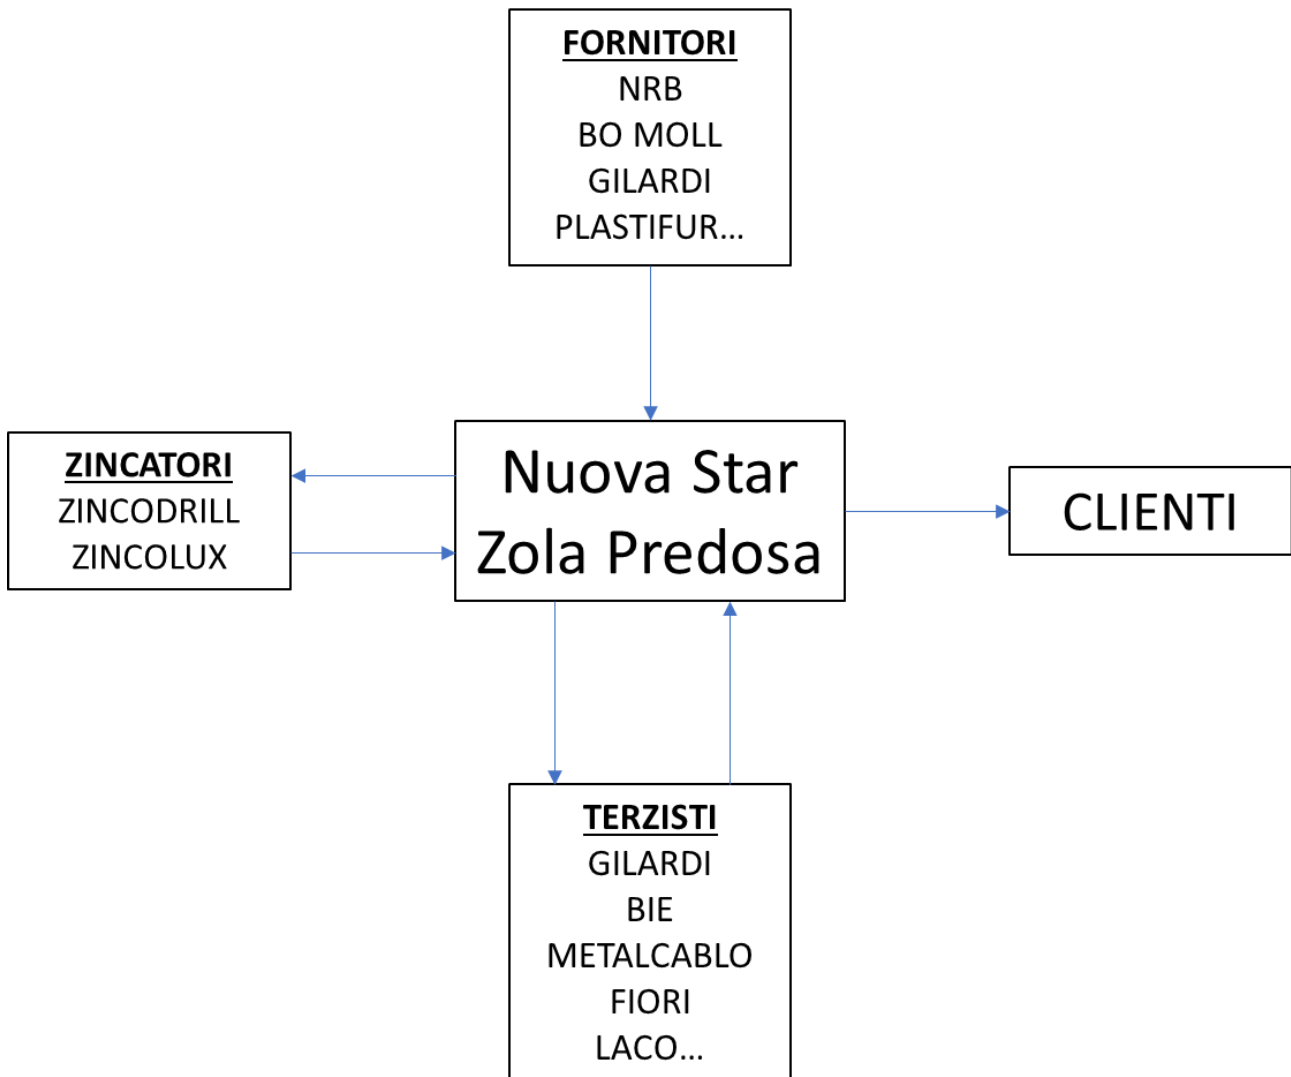 FORNITORI
NRB
BO MOLL
GILARDI
PLASTIFUR...
ZINCATORI
ZINCODRILL
ZINCOLUX
Nuova Star
Zola Predosa
CLIENTI
TERZISTI
GILARDI
BIE
METALCABLO
FIORI
LACO...